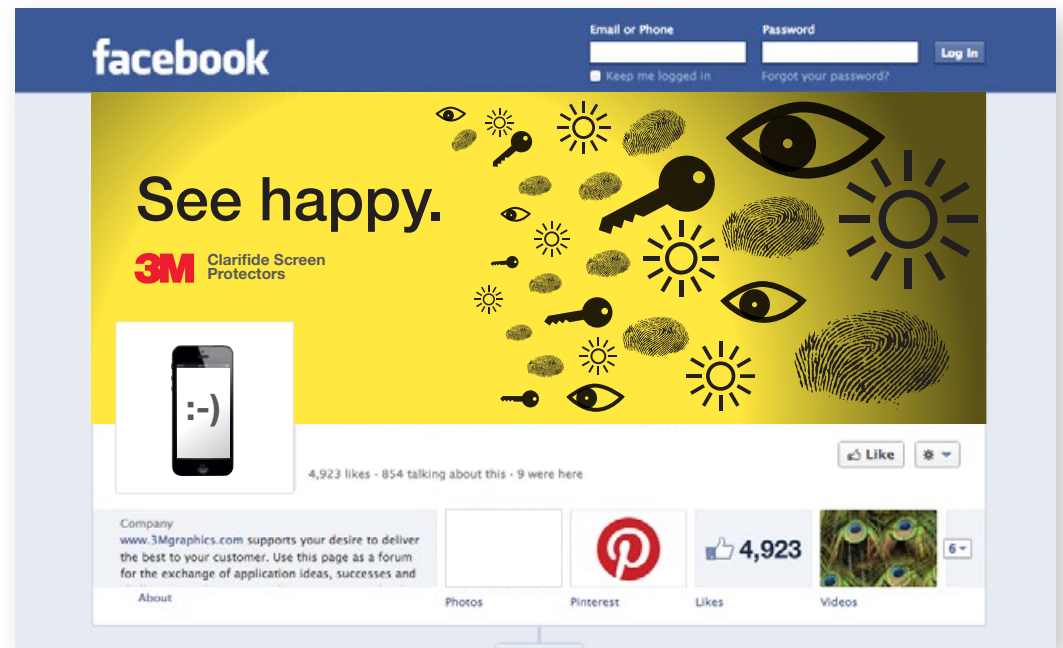 facebook
Email or Phone
Password
Log In
Keep me logged in
Forgot your password?
See happy.
3M
Clarifide Screen
Protectors
:-)
4,923 likes · 854 talking about this · 9 were here
Like
Company
www.3Mgraphics.com supports your desire to deliver
the best to your customer. Use this page as a forum
for the exchange of application ideas, successes and
About
Photos
Pinterest
4,923
Likes
Videos
6